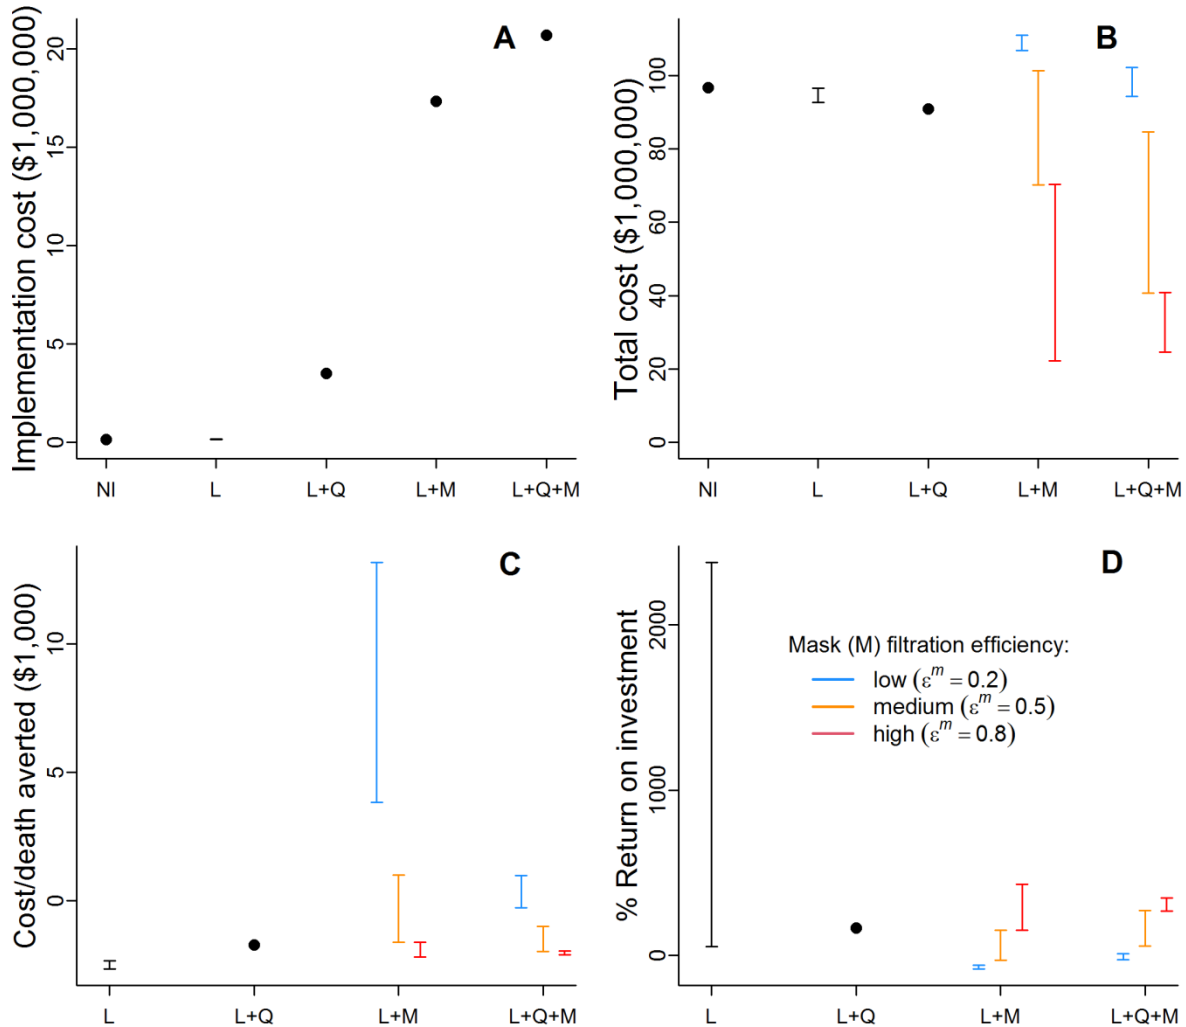 A
Implementation cost ($1,000,000)
20
15
10
5
0
NI L L+Q L+M L+Q+M
B
Total cost ($1,000,000)
100
80
60
40
20
0
NI L L+Q L+M L+Q+M
C
Cost/death averted ($1,000)
10
5
0
L L+Q L+M L+Q+M
D
% Return on investment
2000
1000
0
Mask (M) filtration efficiency:
low (εᵐ = 0.2)
medium (εᵐ = 0.5)
high (εᵐ = 0.8)
L L+Q L+M L+Q+M